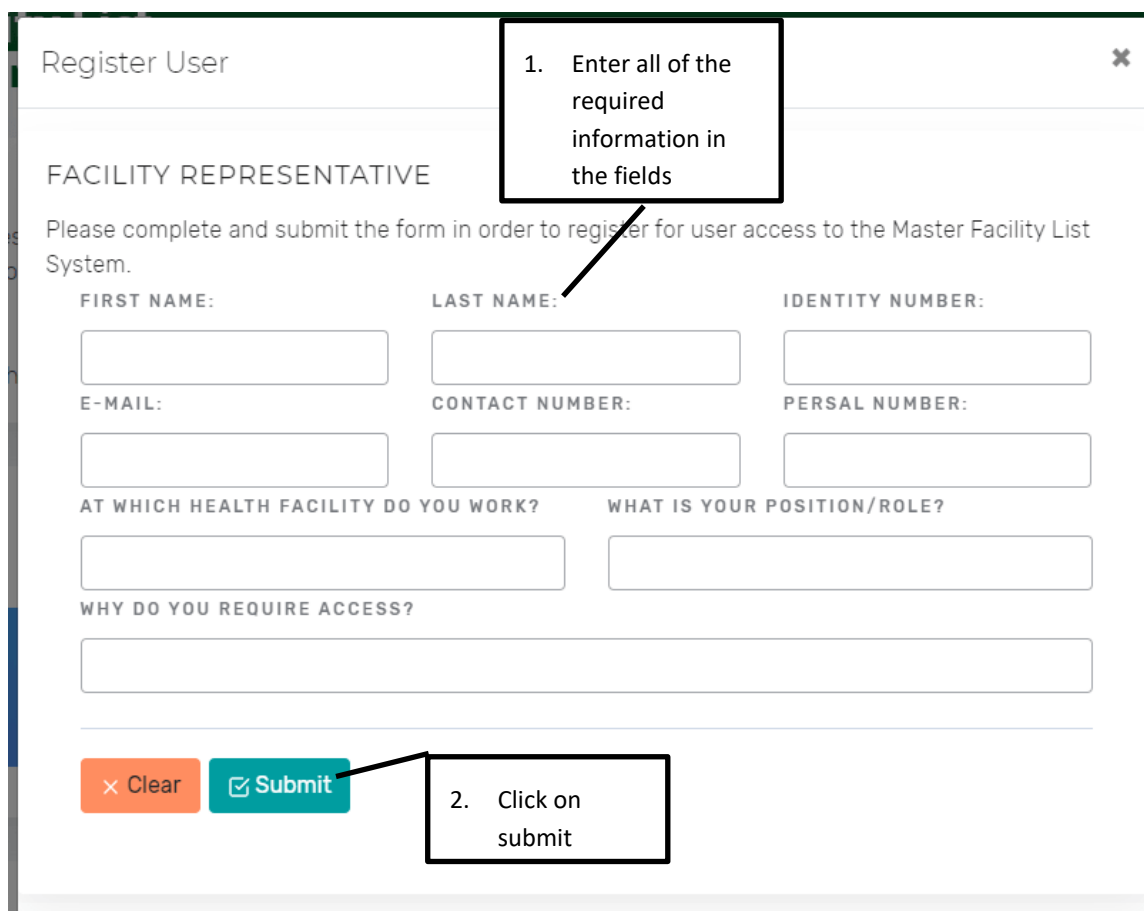 Register User
1. Enter all of the
required
information in
the fields
FACILITY REPRESENTATIVE
Please complete and submit the form in order to register for user access to the Master Facility List
System.
FIRST NAME: LAST NAME: IDENTITY NUMBER:
E-MAIL: CONTACT NUMBER: PERSAL NUMBER:
AT WHICH HEALTH FACILITY DO YOU WORK? WHAT IS YOUR POSITION/ROLE?
WHY DO YOU REQUIRE ACCESS?
Clear Submit
2. Click on
submit